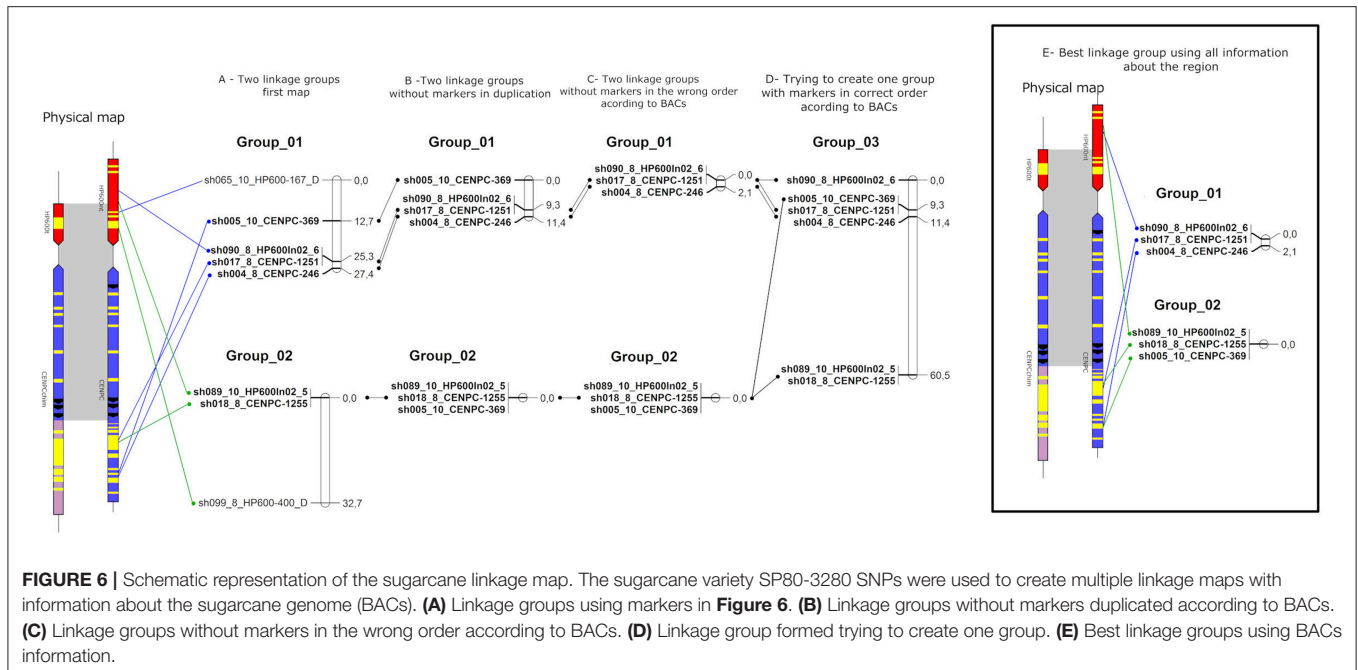 A - Two linkage groups
first map
B -Two linkage groups
without markers in duplication
C- Two linkage groups
without markers in the wrong order
acording to BACs
D- Trying to create one group
with markers in correct order
acording to BACs
E- Best linkage group using all information
about the region
Physical map
HP600t
HP600nt
CENPCchim
CENPC
Group_01
sh065_10_HP600-167_D
0,0
sh005_10_CENPC-369
12,7
sh090_8_HP600In02_6
sh017_8_CENPC-1251
25,3
sh004_8_CENPC-246
27,4
Group_02
sh089_10_HP600In02_5
sh018_8_CENPC-1255
0,0
sh099_8_HP600-400_D
32,7
Group_01
sh005_10_CENPC-369
0,0
sh090_8_HP600In02_6
sh017_8_CENPC-1251
9,3
sh004_8_CENPC-246
11,4
Group_02
sh089_10_HP600In02_5
sh018_8_CENPC-1255
sh005_10_CENPC-369
0,0
Group_01
sh090_8_HP600In02_6
sh017_8_CENPC-1251
sh004_8_CENPC-246
0,0
2,1
Group_02
sh089_10_HP600In02_5
sh018_8_CENPC-1255
sh005_10_CENPC-369
0,0
Group_03
sh090_8_HP600In02_6
0,0
sh005_10_CENPC-369
sh017_8_CENPC-1251
9,3
sh004_8_CENPC-246
11,4
sh089_10_HP600In02_5
sh018_8_CENPC-1255
60,5
Physical map
HP600t
HP600nt
CENPCchim
CENPC
Group_01
sh090_8_HP600In02_6
sh017_8_CENPC-1251
sh004_8_CENPC-246
0,0
2,1
Group_02
sh089_10_HP600In02_5
sh018_8_CENPC-1255
sh005_10_CENPC-369
0,0
FIGURE 6 | Schematic representation of the sugarcane linkage map. The sugarcane variety SP80-3280 SNPs were used to create multiple linkage maps with
information about the sugarcane genome (BACs). (A) Linkage groups using markers in Figure 6. (B) Linkage groups without markers duplicated according to BACs.
(C) Linkage groups without markers in the wrong order according to BACs. (D) Linkage group formed trying to create one group. (E) Best linkage groups using BACs
information.